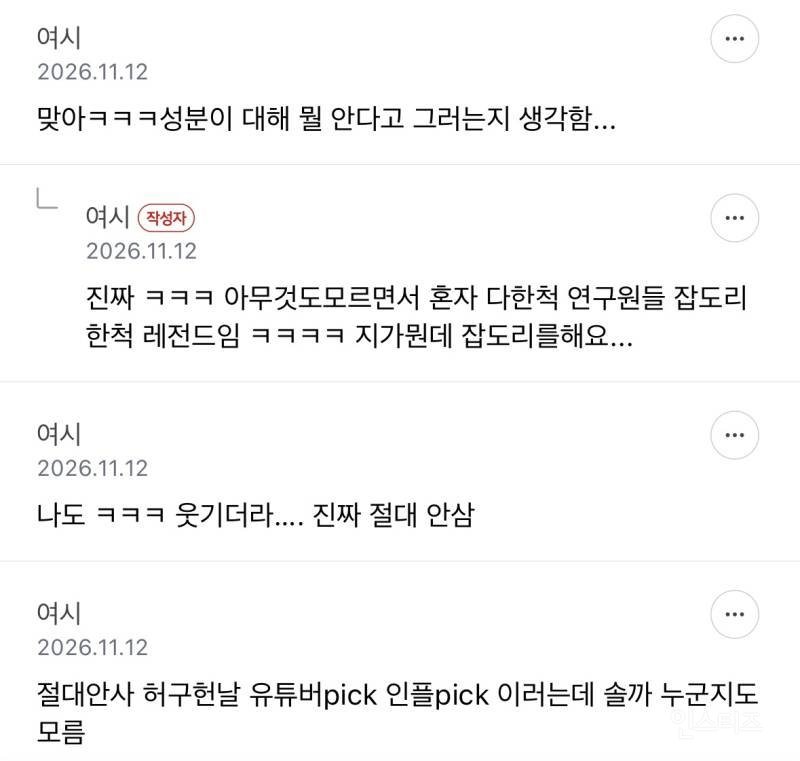 여시
2026.11.12
맞아ㅋㅋㅋ성분이 대해 뭘 안다고 그러는지 생각함...
여시 작성자
2026.11.12
진짜 ㅋㅋㅋ 아무것도모르면서 혼자 다한척 연구원들 잡도리
한척 레전드임 ㅋㅋㅋㅋ 지가뭔데 잡도리를해요...
여시
2026.11.12
나도 ㅋㅋㅋ 웃기더라.... 진짜 절대 안삼
여시
2026.11.12
절대안사 허구헌날 유튜버pick 인플pick 이러는데 솔까 누군지도
모름
인스티즈